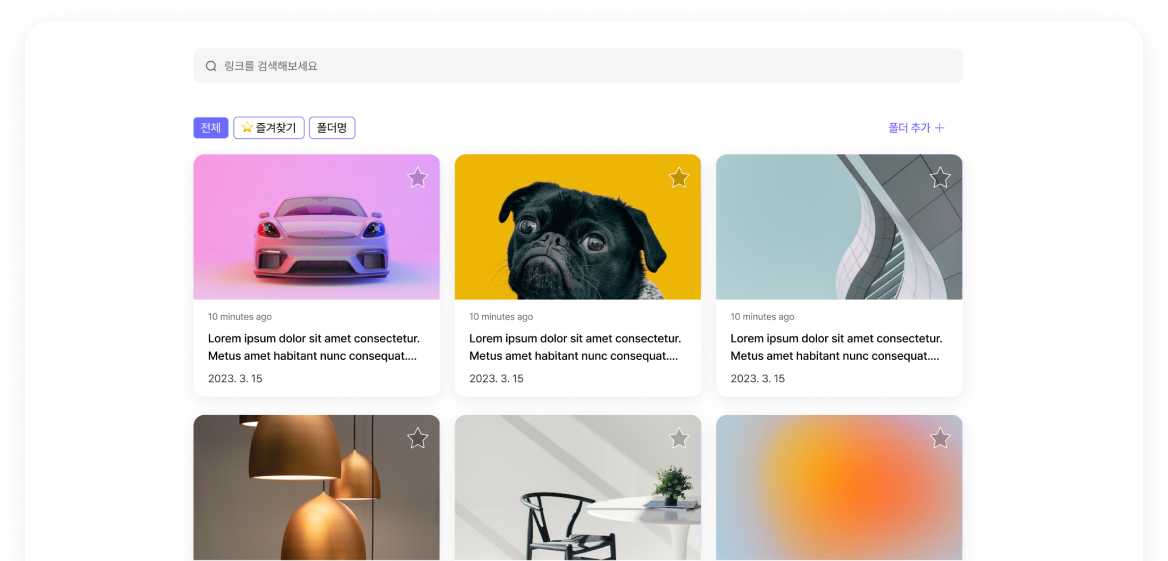 링크를 검색해보세요
전체 ⭐ 즐겨찾기 폴더명 폴더 추가 +
10 minutes ago
Lorem ipsum dolor sit amet consectetur.
Metus amet habitant nunc consequat....
2023. 3. 15
10 minutes ago
Lorem ipsum dolor sit amet consectetur.
Metus amet habitant nunc consequat....
2023. 3. 15
10 minutes ago
Lorem ipsum dolor sit amet consectetur.
Metus amet habitant nunc consequat....
2023. 3. 15